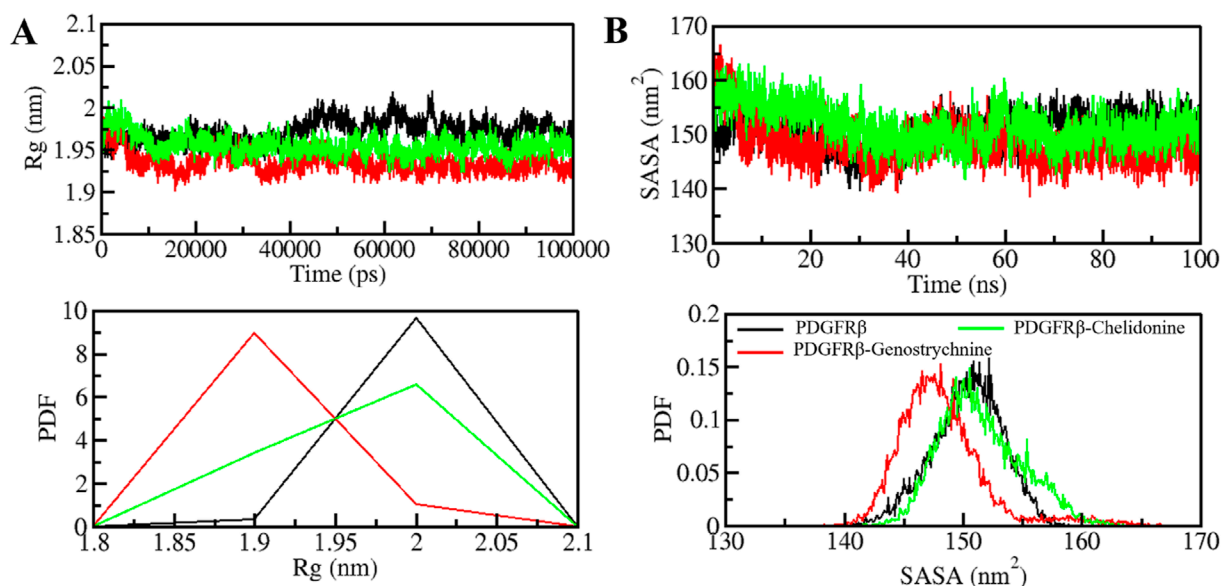 A
2.1
2.05
2
1.95
1.9
1.85
Rg (nm)
0 20000 40000 60000 80000 100000
Time (ps)
10
8
6
4
2
0
PDF
1.8 1.85 1.9 1.95 2 2.05 2.1
Rg (nm)
B
170
160
150
140
130
SASA (nm²)
0 20 40 60 80 100
Time (ns)
0.2
0.15
0.1
0.05
0
PDF
PDGFRβ
PDGFRβ-Chelidonine
PDGFRβ-Genostrychnine
130 140 150 160 170
SASA (nm²)